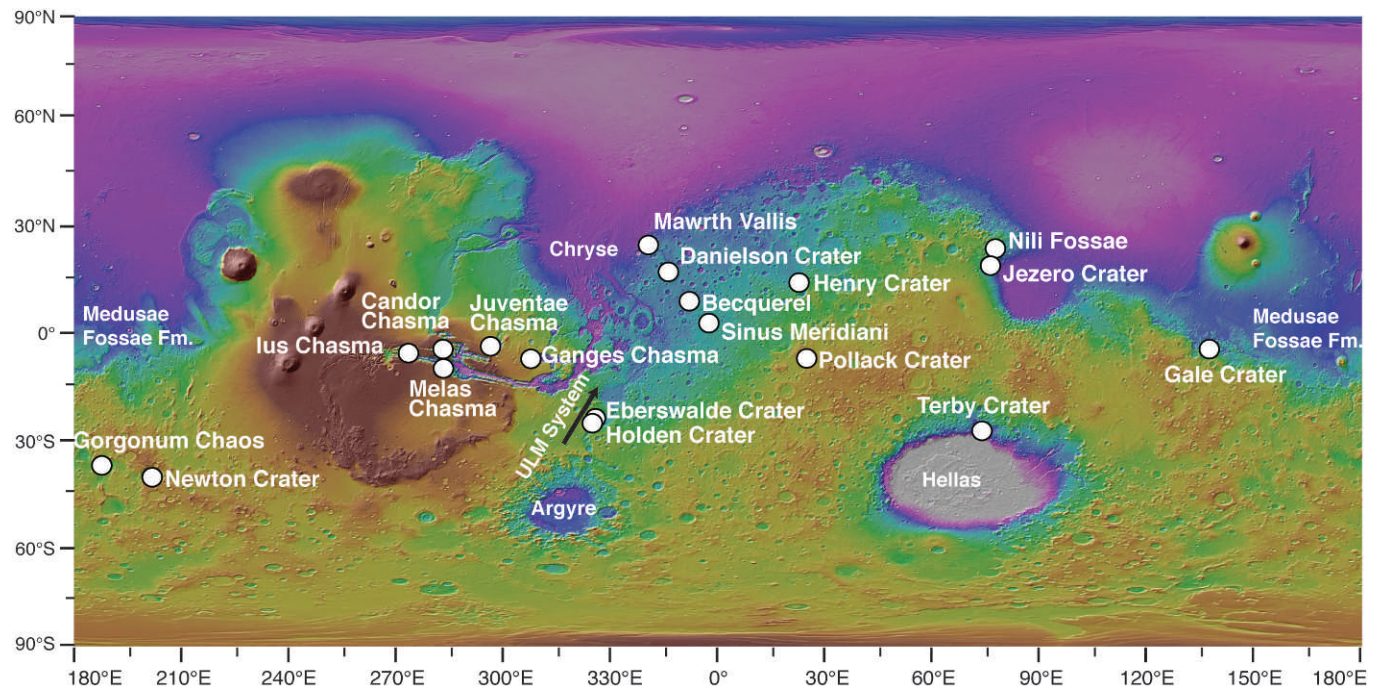 90°N
60°N
30°N
0°
30°S
60°S
90°S
Mawrth Vallis
Chryse
Danielson Crater
Nili Fossae
Jezero Crater
Henry Crater
Becquerel
Sinus Meridiani
Candor
Chasma
Juventae
Chasma
Medusae
Fossae Fm.
Ius Chasma
Ganges Chasma
Pollack Crater
Medusae
Fossae Fm.
Gale Crater
Melas
Chasma
ULM System
Eberswalde Crater
Holden Crater
Terby Crater
Gorgonum Chaos
Newton Crater
Argyre
Hellas
180°E 210°E 240°E 270°E 300°E 330°E 0° 30°E 60°E 90°E 120°E 150°E 180°E